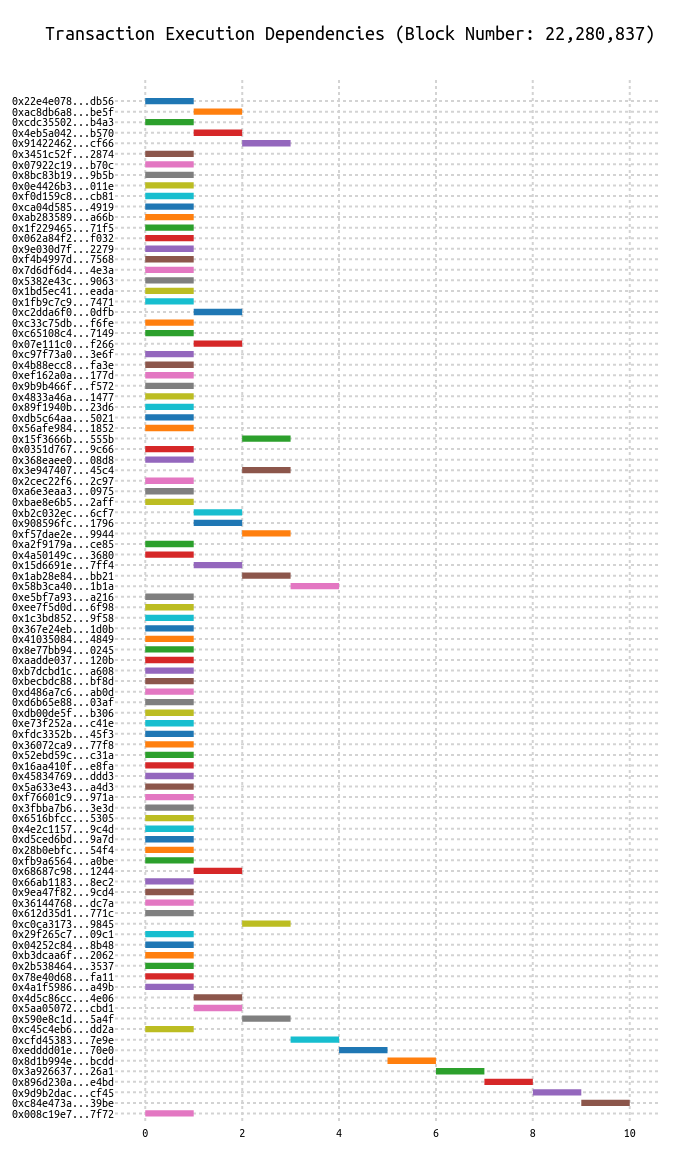 Transaction Execution Dependencies (Block Number: 22,280,837)
0x22e4e078...db56
0xac8db6a8...be5f
0xcdc35502...b4a3
0x4eb5a042...b570
0x91422462...cf66
0x3451c52f...2874
0x07922c19...b70c
0x8bc83b19...9b5b
0x0e4426b3...011e
0xf0d159c8...cb81
0xca04d585...4919
0xab283589...a66b
0x1f229465...71f5
0x062a84f2...f032
0x9e030d7f...2279
0xf4b4997d...7568
0x7d6df6d4...4e3a
0x5382e43c...9063
0x1bd5ec41...eada
0x1fb9c7c9...7471
0xc2dda6f0...0dfb
0xc33c75db...f6fe
0xc65108c4...7149
0x07e111c0...f266
0xc97f73a0...3e6f
0x4b88ecc8...fa3e
0xef162a0a...177d
0x9b9b466f...f572
0x4833a46a...1477
0x89f1940b...23d6
0xdb5c64aa...5021
0x56afe984...1852
0x15f3666b...555b
0x0351d767...9c66
0x368eaee0...08d8
0x3e947407...45c4
0x2cec22f6...2c97
0xa6e3eaa3...0975
0xbae8e6b5...2aff
0xb2c032ec...6cf7
0x908596fc...1796
0xf57dae2e...9944
0xa2f9179a...ce85
0x4a50149c...3680
0x15d6691e...7ff4
0x1ab28e84...bb21
0x58b3ca40...1b1a
0xe5bf7a93...a216
0xee7f5d0d...6f98
0x1c3bd852...9f58
0x367e24eb...1d0b
0x41035084...4849
0x8e77bb94...0245
0xaadde037...120b
0xb7dcbd1c...a608
0xbecbdc88...bf8d
0xd486a7c6...ab0d
0xd6b65e88...03af
0xdb00de5f...b306
0xe73f252a...c41e
0xfdc3352b...45f3
0x36072ca9...77f8
0x52ebd59c...c31a
0x16aa410f...e8fa
0x45834769...ddd3
0x5a633e43...a4d3
0xf76601c9...971a
0x3fbba7b6...3e3d
0x6516bfcc...5305
0x4e2c1157...9c4d
0xd5ced6bd...9a7d
0x28b0ebfc...54f4
0xfb9a6564...a0be
0x68687c98...1244
0x66ab1183...8ec2
0x9ea47f82...9cd4
0x36144768...dc7a
0x612d35d1...771c
0xc0ca3173...9845
0x29f265c7...09c1
0x04252c84...8b48
0xb3dcaa6f...2062
0x2b538464...3537
0x78e40d68...fa11
0x4a1f5986...a49b
0x4d5c86cc...4e06
0x5aa05072...cbd1
0x590e8c1d...5a4f
0xc45c4eb6...dd2a
0xcfd45383...7e9e
0xedddd01e...70e0
0x8d1b994e...bcdd
0x3a926637...26a1
0x896d230a...e4bd
0x9d9b2dac...cf45
0xc84e473a...39be
0x008c19e7...7f72
0 2 4 6 8 10